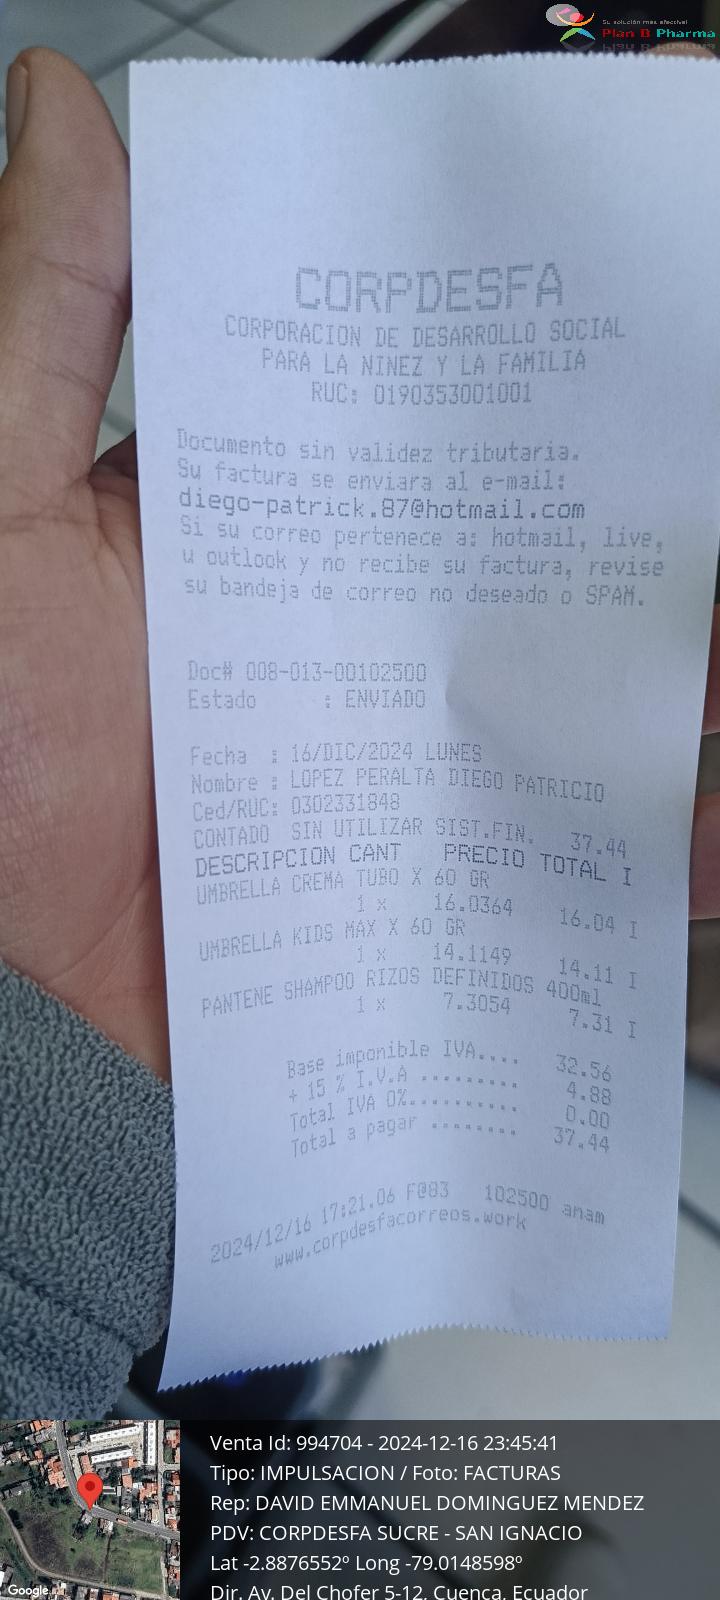 Su solución más efectiva!
Plan B Pharma
CORPDESFA
CORPORACION DE DESARROLLO SOCIAL
PARA LA NINEZ Y LA FAMILIA
RUC: 0190353001001
Documento sin validez tributaria.
Su factura se enviara al e-mail:
diego-patrick.87@hotmail.com
Si su correo pertenece a: hotmail, live,
u outlook y no recibe su factura, revise
su bandeja de correo no deseado o SPAM.
Doc# 008-013-00102500
Estado : ENVIADO
Fecha : 16/DIC/2024 LUNES
Nombre : LOPEZ PERALTA DIEGO PATRICIO
Ced/RUC: 0302331848
CONTADO SIN UTILIZAR SIST.FIN. 37.44
DESCRIPCION CANT PRECIO TOTAL I
UMBRELLA CREMA TUBO X 60 GR
1 x 16.0364 16.04 I
UMBRELLA KIDS MAX X 60 GR
1 x 14.1149 14.11 I
PANTENE SHAMPOO RIZOS DEFINIDOS 400ml
1 x 7.3054 7.31 I
Base imponible IVA.... 32.56
+ 15 % I.V.A ......... 4.88
Total IVA 0%.......... 0.00
Total a pagar ........ 37.44
2024/12/16 17:21.06 F@83 102500 anam
www.corpdesfacorreos.work
Venta Id: 994704 - 2024-12-16 23:45:41
Tipo: IMPULSACION / Foto: FACTURAS
Rep: DAVID EMMANUEL DOMINGUEZ MENDEZ
PDV: CORPDESFA SUCRE - SAN IGNACIO
Lat -2.8876552º Long -79.0148598º
Dir. Av. Del Chofer 5-12, Cuenca, Ecuador
Google